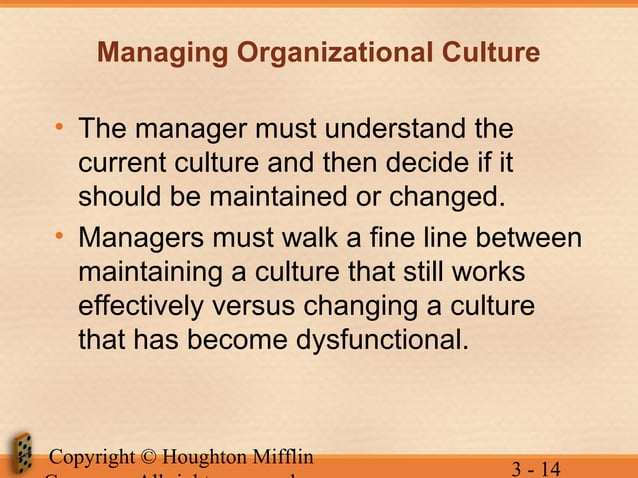 Managing Organizational Culture
• The manager must understand the
current culture and then decide if it
should be maintained or changed.
• Managers must walk a fine line between
maintaining a culture that still works
effectively versus changing a culture
that has become dysfunctional.
Copyright © Houghton Mifflin
3 - 14